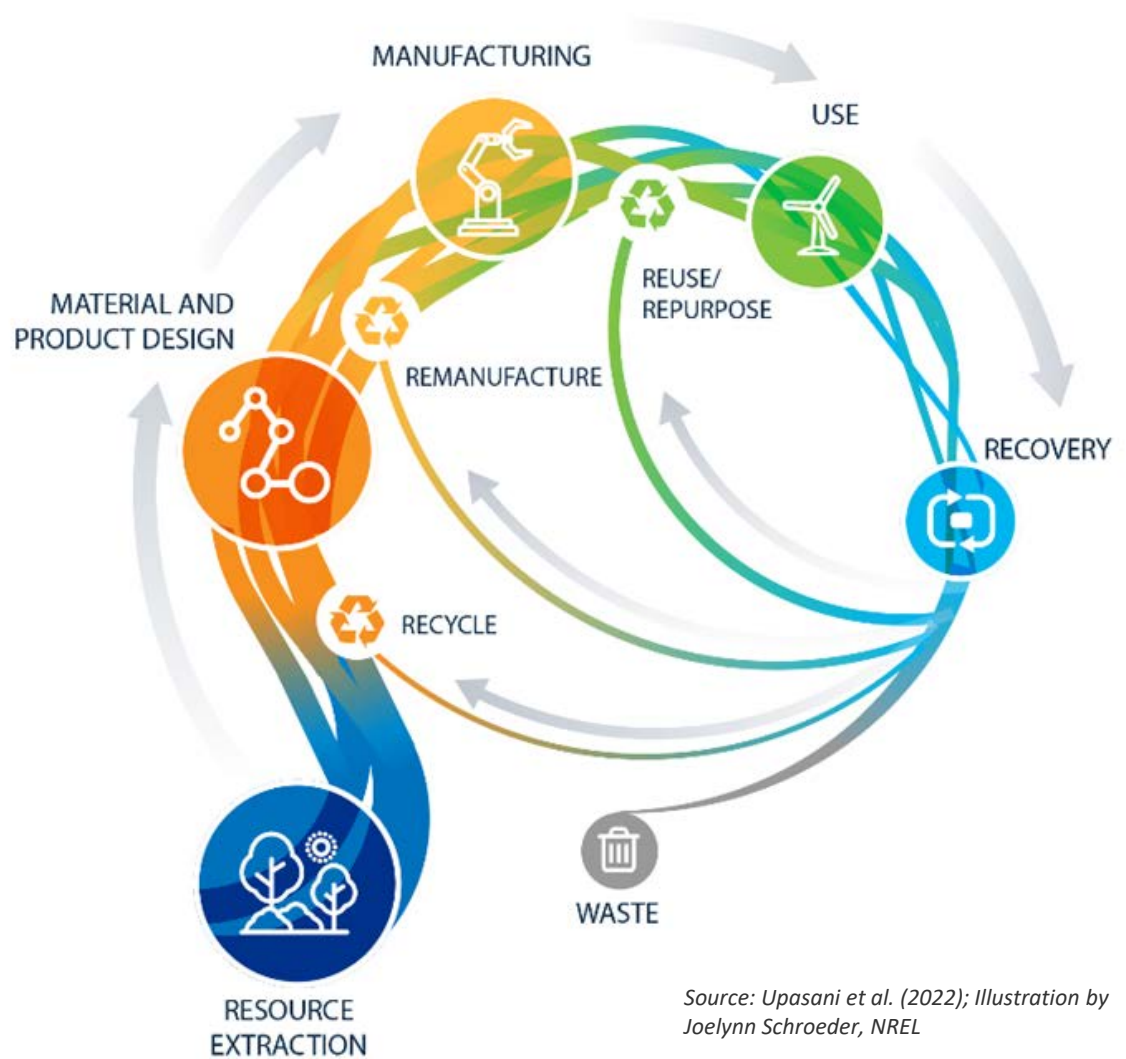 MANUFACTURING
USE
MATERIAL AND
PRODUCT DESIGN
REUSE/
REPURPOSE
REMANUFACTURE
RECOVERY
RECYCLE
WASTE
RESOURCE
EXTRACTION
Source: Upasani et al. (2022); Illustration by
Joelynn Schroeder, NREL